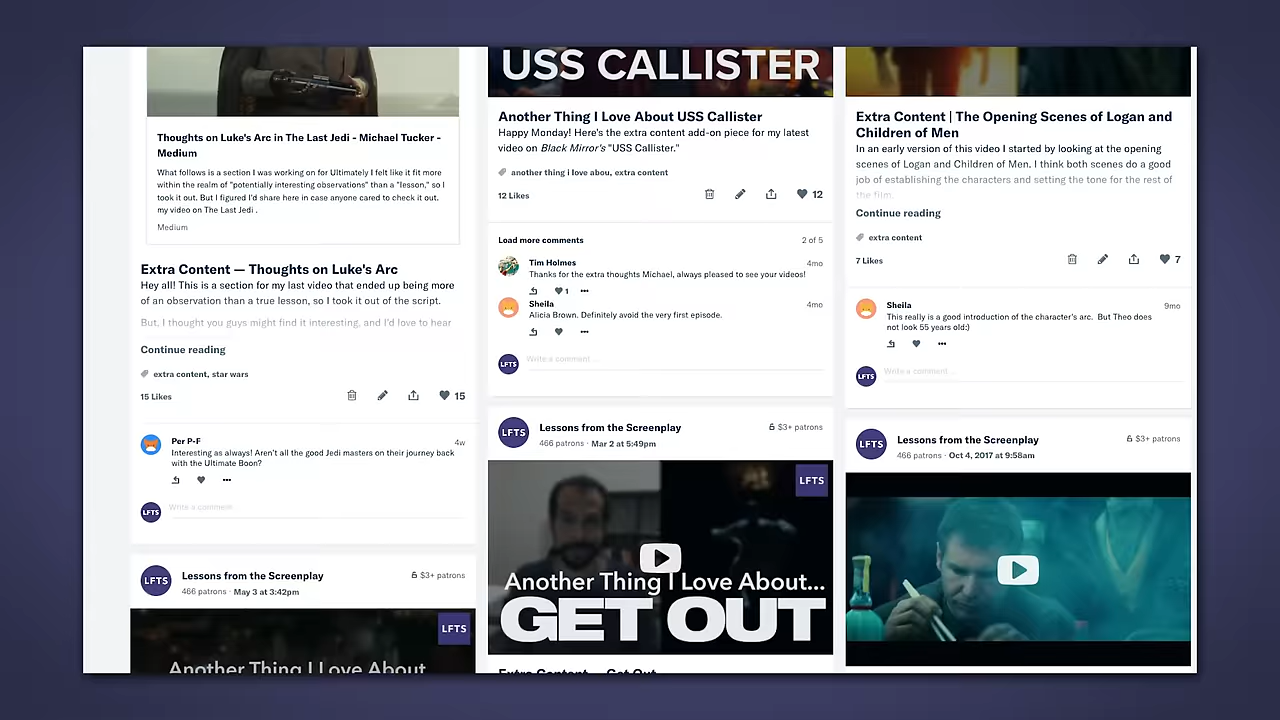 Thoughts on Luke's Arc in The Last Jedi - Michael Tucker -
Medium
What follows is a section I was working on for Ultimately I felt like it fit more
within the realm of "potentially interesting observations" than a "lesson," so I
took it out. But I figured I'd share here in case anyone cared to check it out.
my video on The Last Jedi .
Medium
Extra Content — Thoughts on Luke's Arc
Hey all! This is a section for my last video that ended up being more
of an observation than a true lesson, so I took it out of the script.
But, I thought you guys might find it interesting, and I'd love to hear
Continue reading
extra content, star wars
15 Likes
15
Per P-F
4w
Interesting as always! Aren't all the good Jedi masters on their journey back
with the Ultimate Boon?
LFTS
Write a comment...
LFTS
Lessons from the Screenplay
$3+ patrons
466 patrons · May 3 at 3:42pm
LFTS
Another Thing I Love About
USS CALLISTER
Another Thing I Love About USS Callister
Happy Monday! Here's the extra content add-on piece for my latest
video on Black Mirror's "USS Callister."
another thing i love abou, extra content
12 Likes
12
Load more comments
2 of 5
Tim Holmes
4mo
Thanks for the extra thoughts Michael, always pleased to see your videos!
1
Sheila
4mo
Alicia Brown. Definitely avoid the very first episode.
LFTS
Write a comment...
LFTS
Lessons from the Screenplay
$3+ patrons
466 patrons · Mar 2 at 5:49pm
LFTS
Another Thing I Love About...
GET OUT
Extra Content — Get Out
Extra Content | The Opening Scenes of Logan and
Children of Men
In an early version of this video I started by looking at the opening
scenes of Logan and Children of Men. I think both scenes do a good
job of establishing the characters and setting the tone for the rest of
the film.
Continue reading
extra content
7 Likes
7
Sheila
9mo
This really is a good introduction of the character's arc. But Theo does
not look 55 years old:)
LFTS
Write a comment...
LFTS
Lessons from the Screenplay
$3+ patrons
466 patrons · Oct 4, 2017 at 9:58am